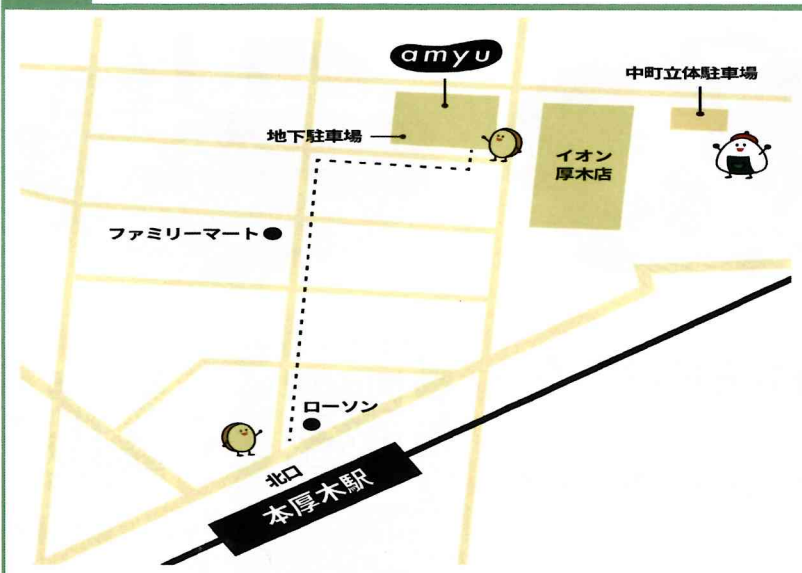 amyu
中町立体駐車場
地下駐車場
イオン
厚木店
ファミリーマート
ローソン
北口
本厚木駅